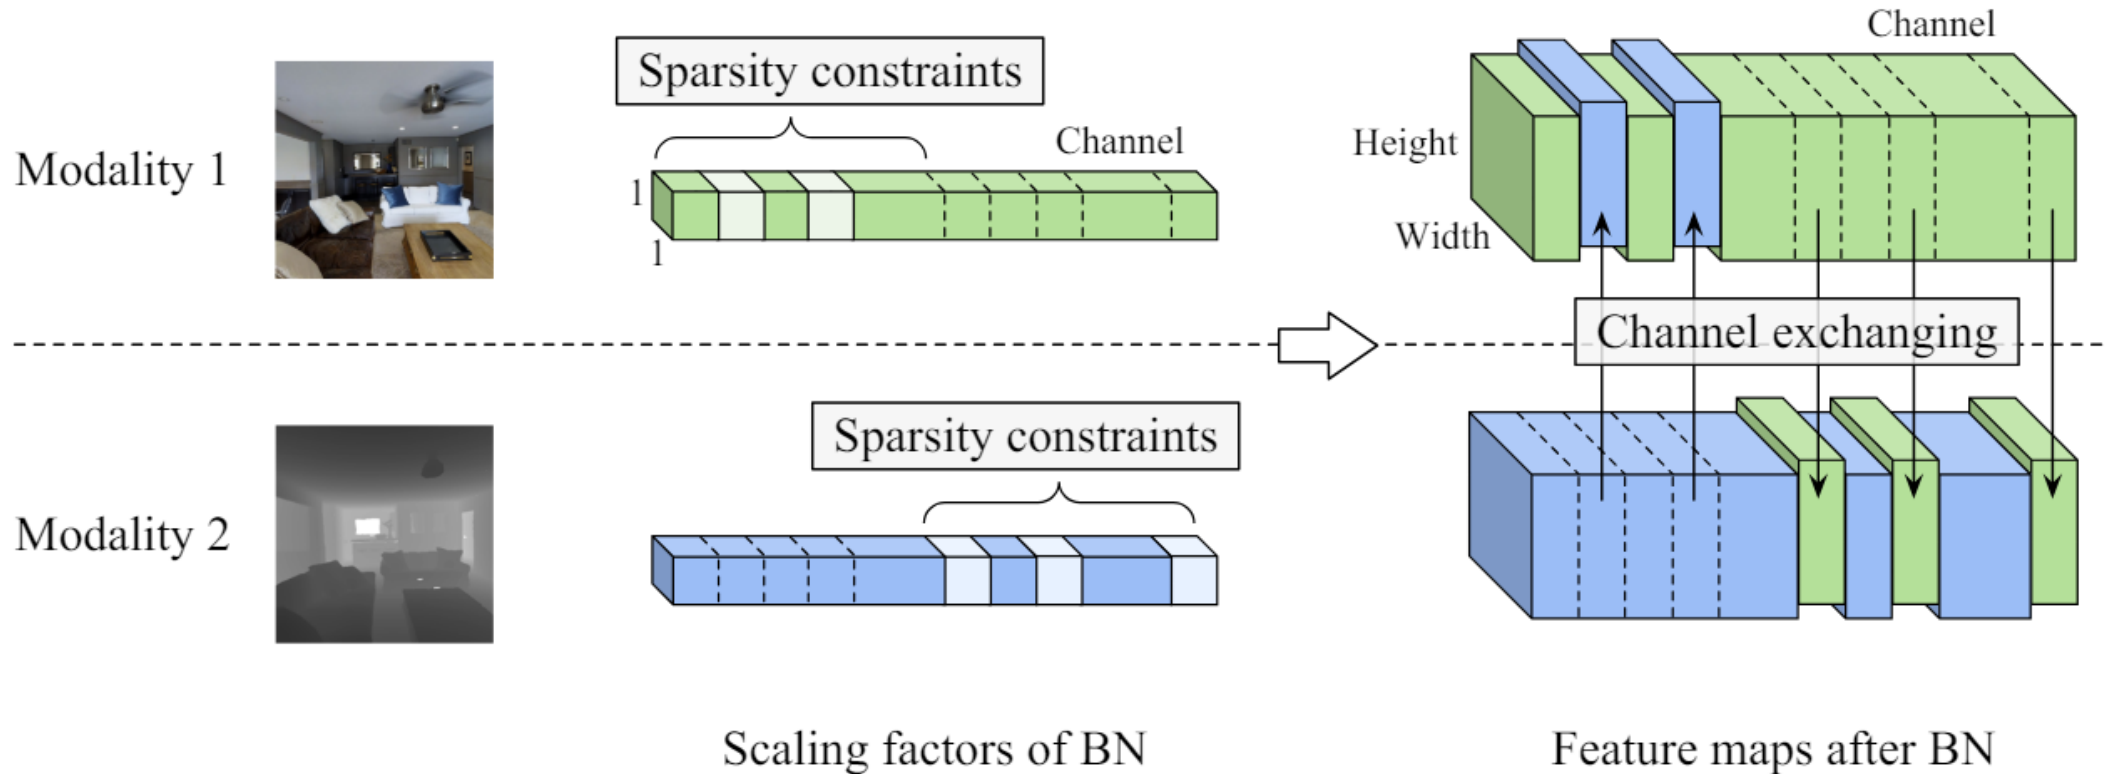 Channel
Sparsity constraints
Channel
Height
Modality 1
1
Width
1
Channel exchanging
Sparsity constraints
Modality 2
Scaling factors of BN
Feature maps after BN